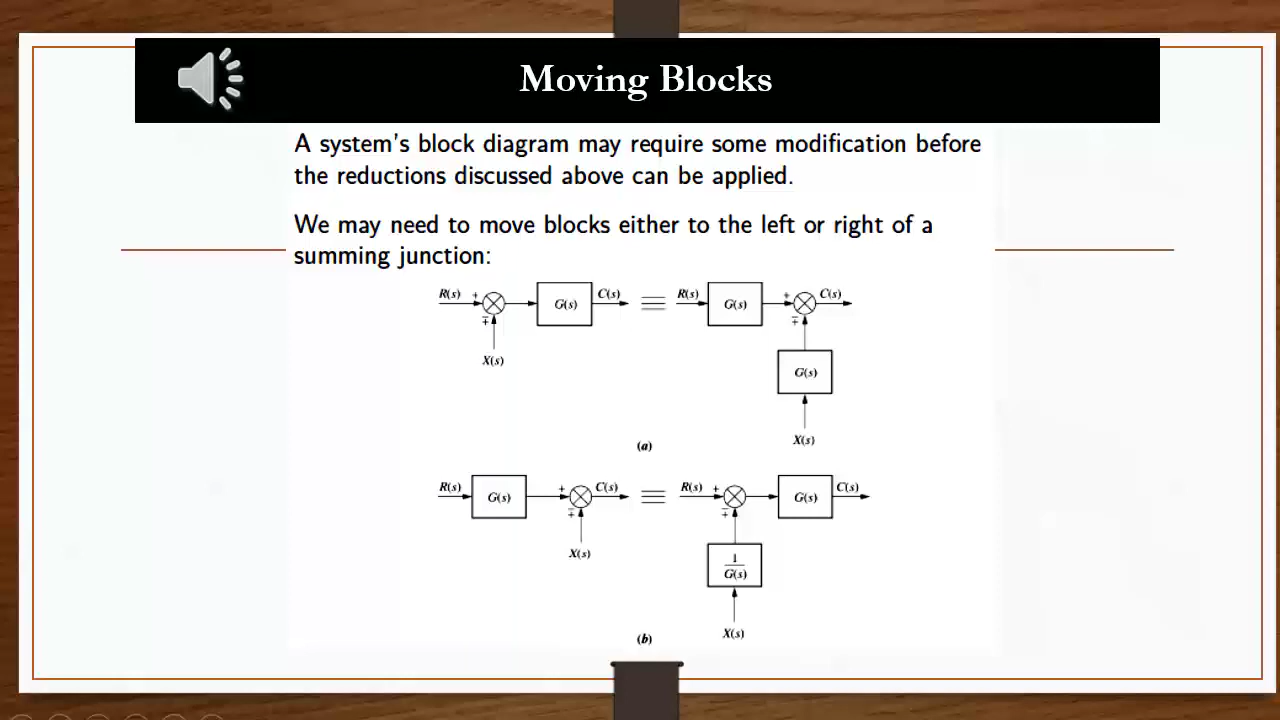 Moving Blocks
A system's block diagram may require some modification before
the reductions discussed above can be applied.
We may need to move blocks either to the left or right of a
summing junction:
R(s) + G(s) C(s) R(s) G(s) + C(s)
∓ ∓
X(s)
G(s)
X(s)
(a)
R(s) G(s) + C(s) R(s) + G(s) C(s)
∓ ∓
X(s)
1
G(s)
X(s)
(b)